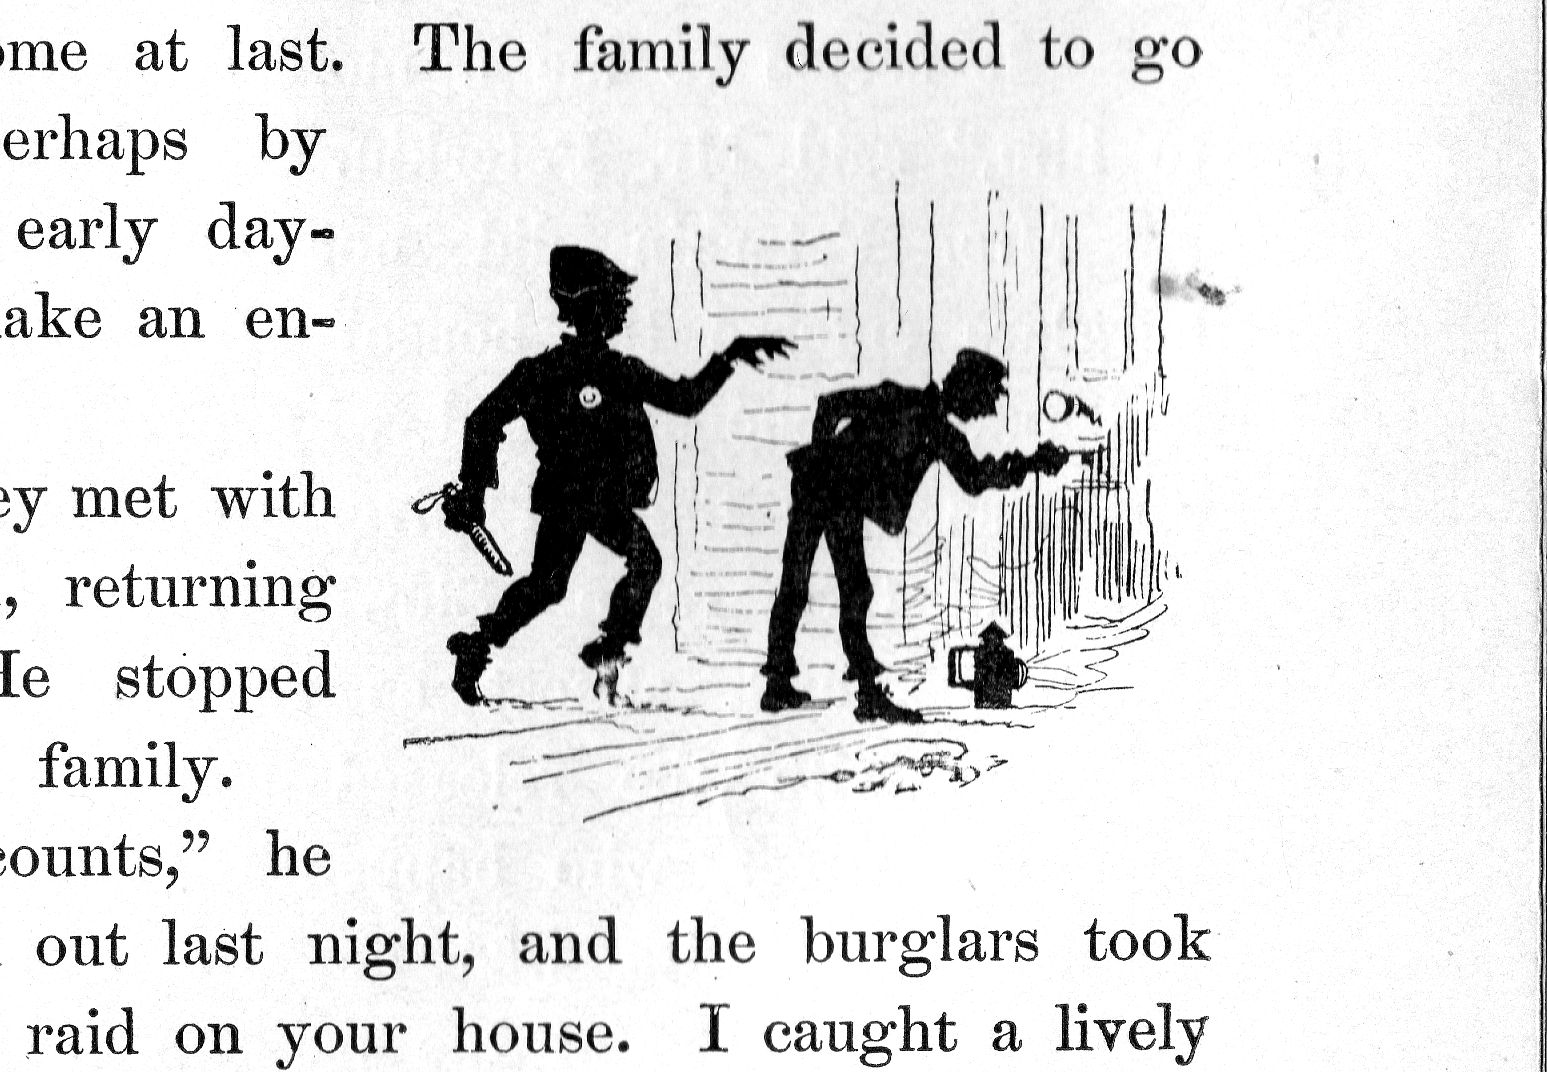 ome at last. The family decided to go
erhaps by
early day-
ake an en-
ey met with
, returning
He stopped
family.
counts,” he
out last night, and the burglars took
raid on your house. I caught a lively